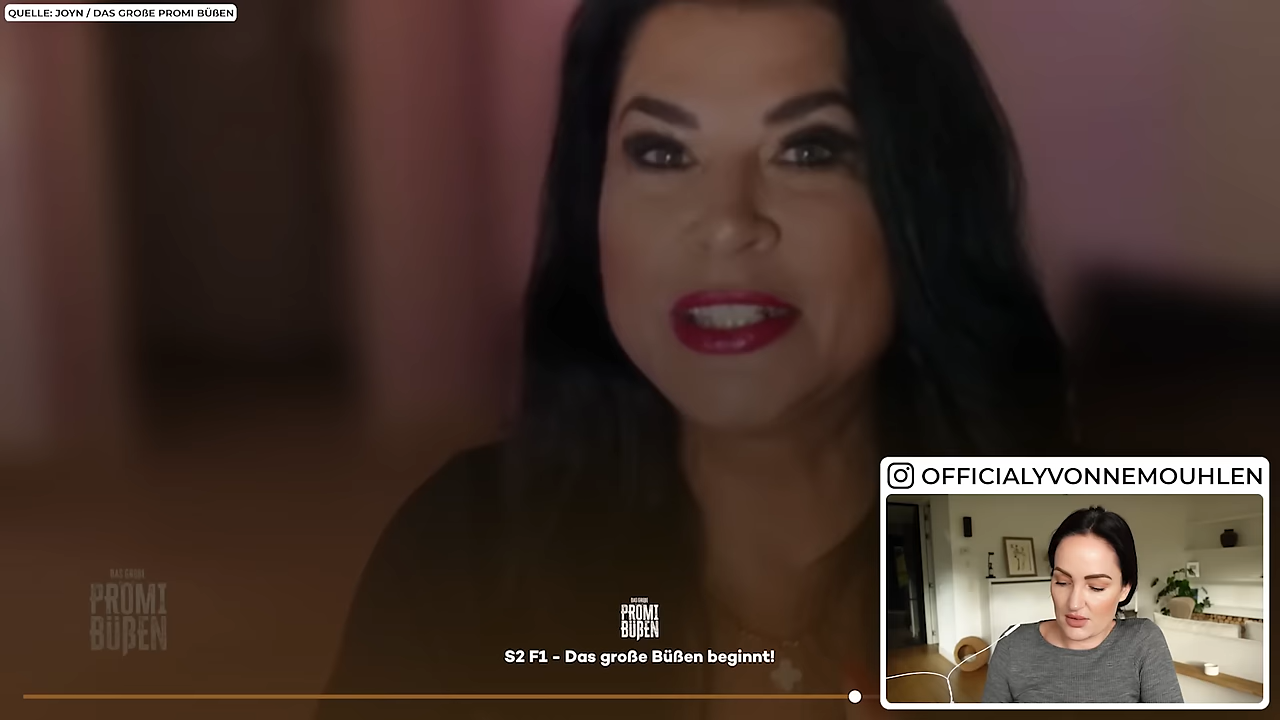 QUELLE: JOYN / DAS GROßE PROMI BÜßEN
OFFICIALYVONNEMOUHLEN
DAS GROßE
PROMI
BÜßEN
DAS GROßE
PROMI
BÜßEN
S2 F1 - Das große Büßen beginnt!